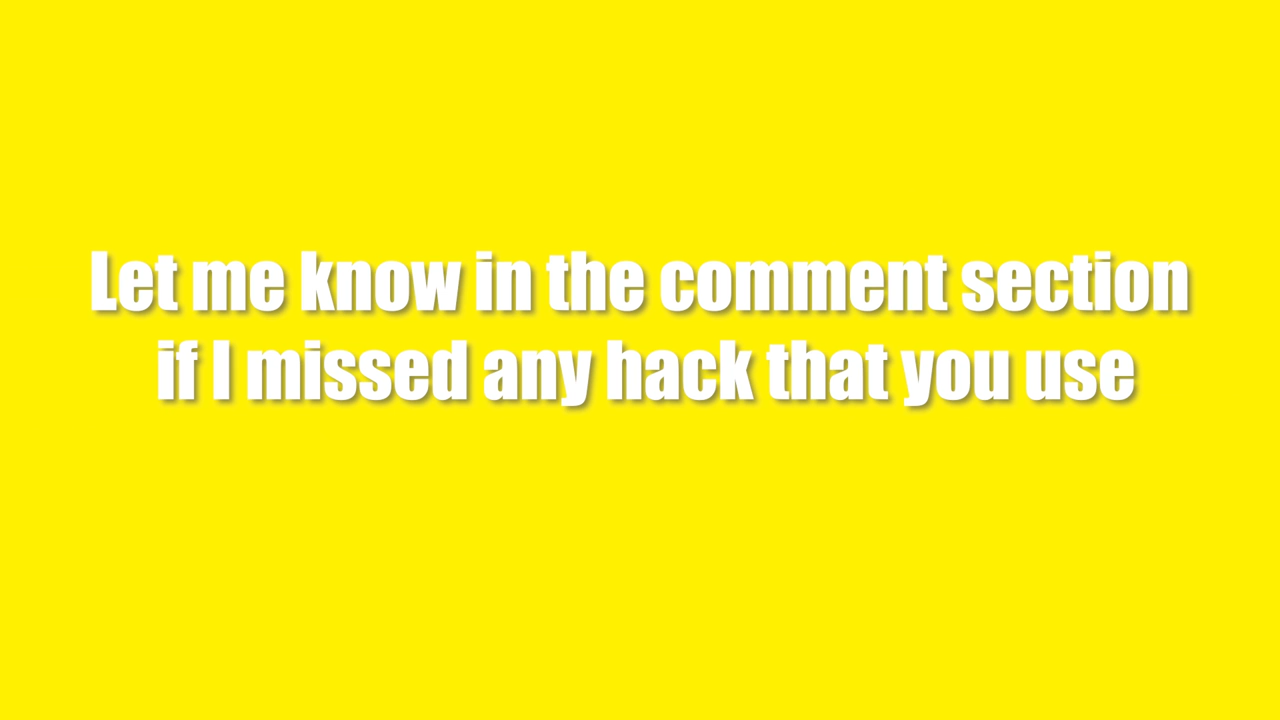 Let me know in the comment section
if I missed any hack that you use